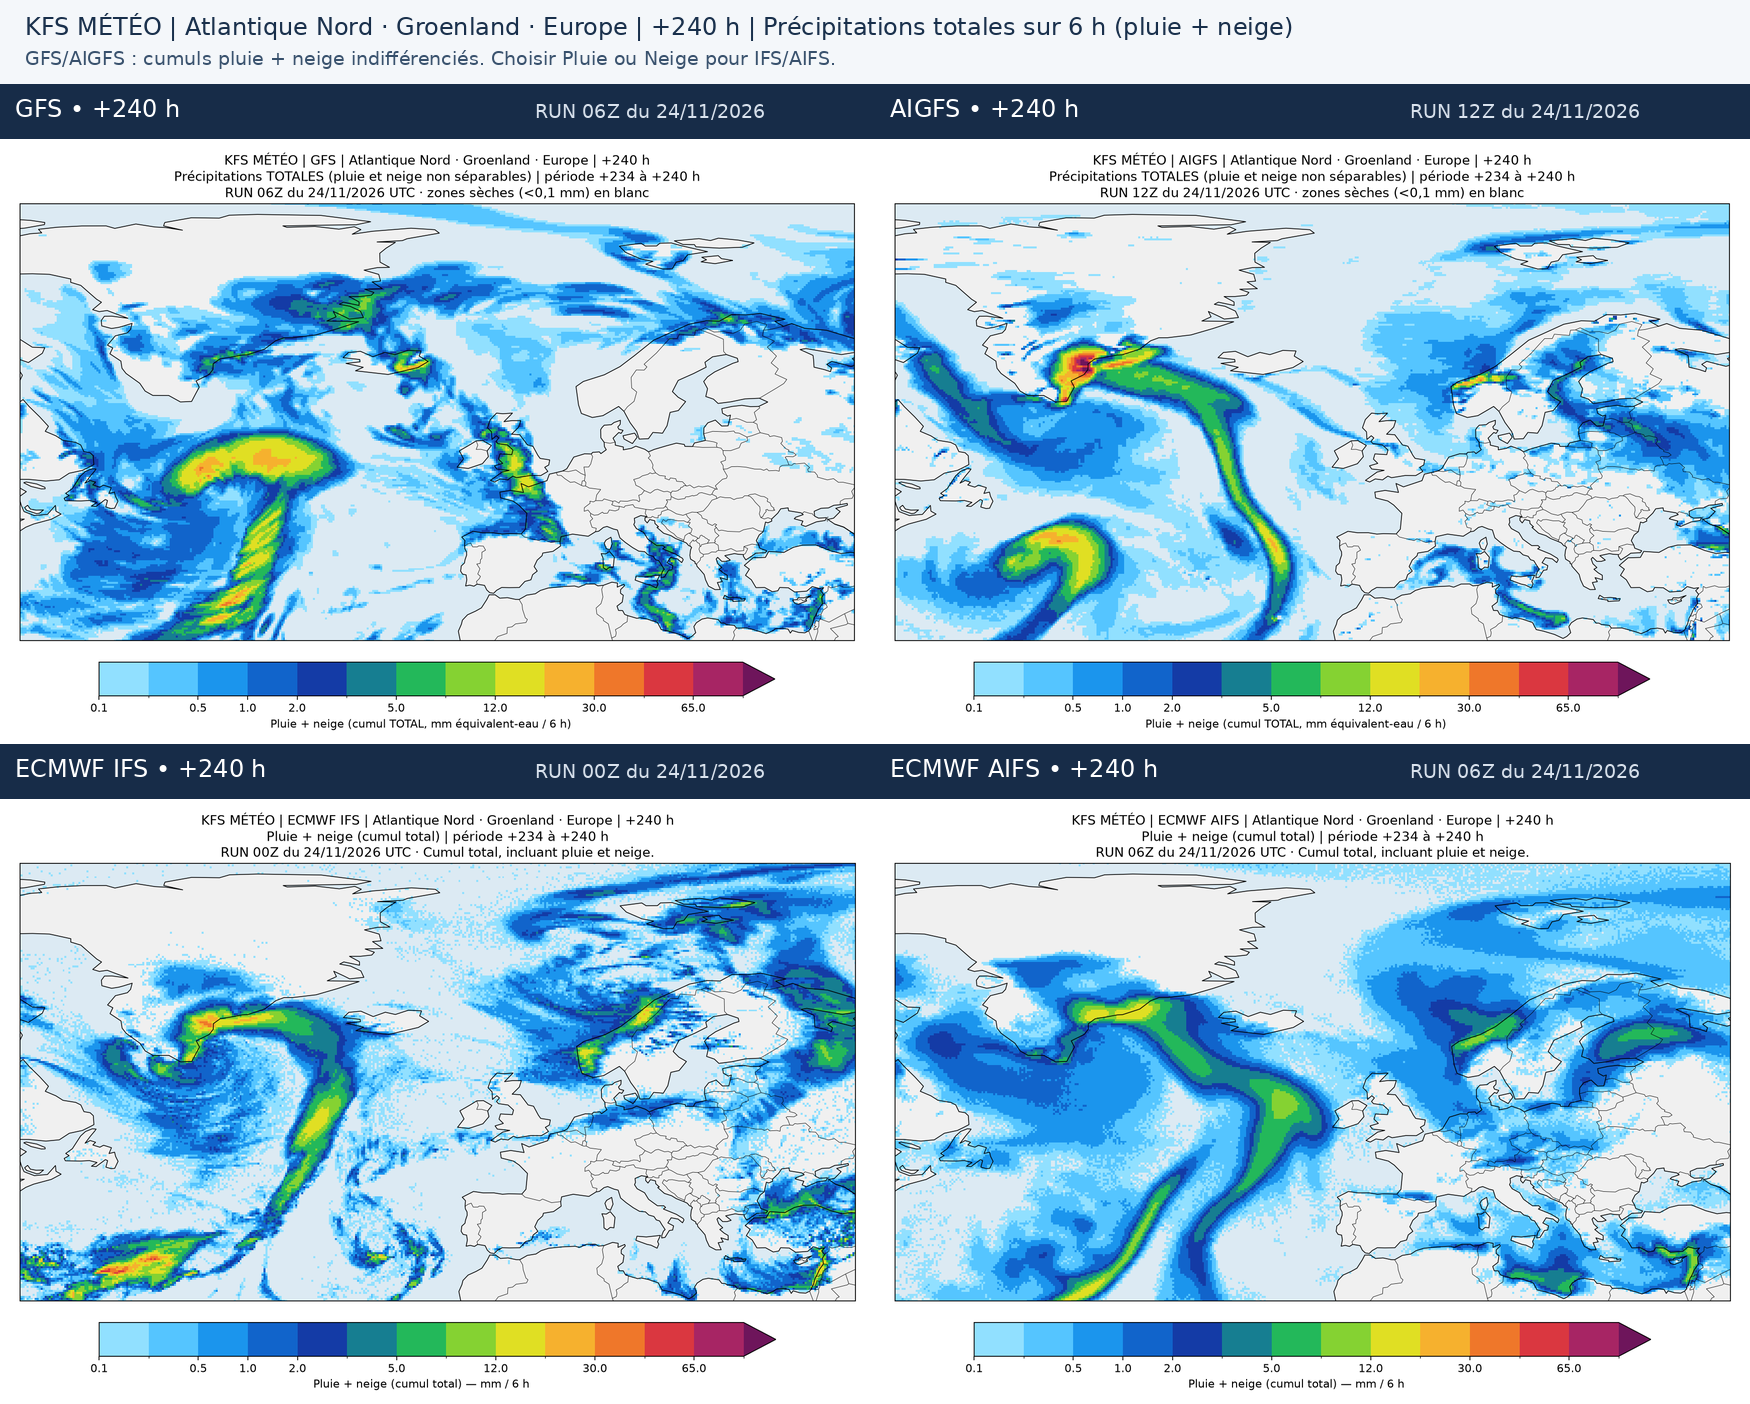 KFS MÉTÉO | Atlantique Nord · Groenland · Europe | +240 h | Précipitations totales sur 6 h (pluie + neige)
GFS/AIGFS : cumuls pluie + neige indifférenciés. Choisir Pluie ou Neige pour IFS/AIFS.
GFS • +240 h
RUN 06Z du 24/11/2026
AIGFS • +240 h
RUN 12Z du 24/11/2026
KFS MÉTÉO | GFS | Atlantique Nord · Groenland · Europe | +240 h
Précipitations TOTALES (pluie et neige non séparables) | période +234 à +240 h
RUN 06Z du 24/11/2026 UTC · zones sèches (<0,1 mm) en blanc
KFS MÉTÉO | AIGFS | Atlantique Nord · Groenland · Europe | +240 h
Précipitations TOTALES (pluie et neige non séparables) | période +234 à +240 h
RUN 12Z du 24/11/2026 UTC · zones sèches (<0,1 mm) en blanc
0.1 0.5 1.0 2.0 5.0 12.0 30.0 65.0
Pluie + neige (cumul TOTAL, mm équivalent-eau / 6 h)
0.1 0.5 1.0 2.0 5.0 12.0 30.0 65.0
Pluie + neige (cumul TOTAL, mm équivalent-eau / 6 h)
ECMWF IFS • +240 h
RUN 00Z du 24/11/2026
ECMWF AIFS • +240 h
RUN 06Z du 24/11/2026
KFS MÉTÉO | ECMWF IFS | Atlantique Nord · Groenland · Europe | +240 h
Pluie + neige (cumul total) | période +234 à +240 h
RUN 00Z du 24/11/2026 UTC · Cumul total, incluant pluie et neige.
KFS MÉTÉO | ECMWF AIFS | Atlantique Nord · Groenland · Europe | +240 h
Pluie + neige (cumul total) | période +234 à +240 h
RUN 06Z du 24/11/2026 UTC · Cumul total, incluant pluie et neige.
0.1 0.5 1.0 2.0 5.0 12.0 30.0 65.0
Pluie + neige (cumul total) — mm / 6 h
0.1 0.5 1.0 2.0 5.0 12.0 30.0 65.0
Pluie + neige (cumul total) — mm / 6 h